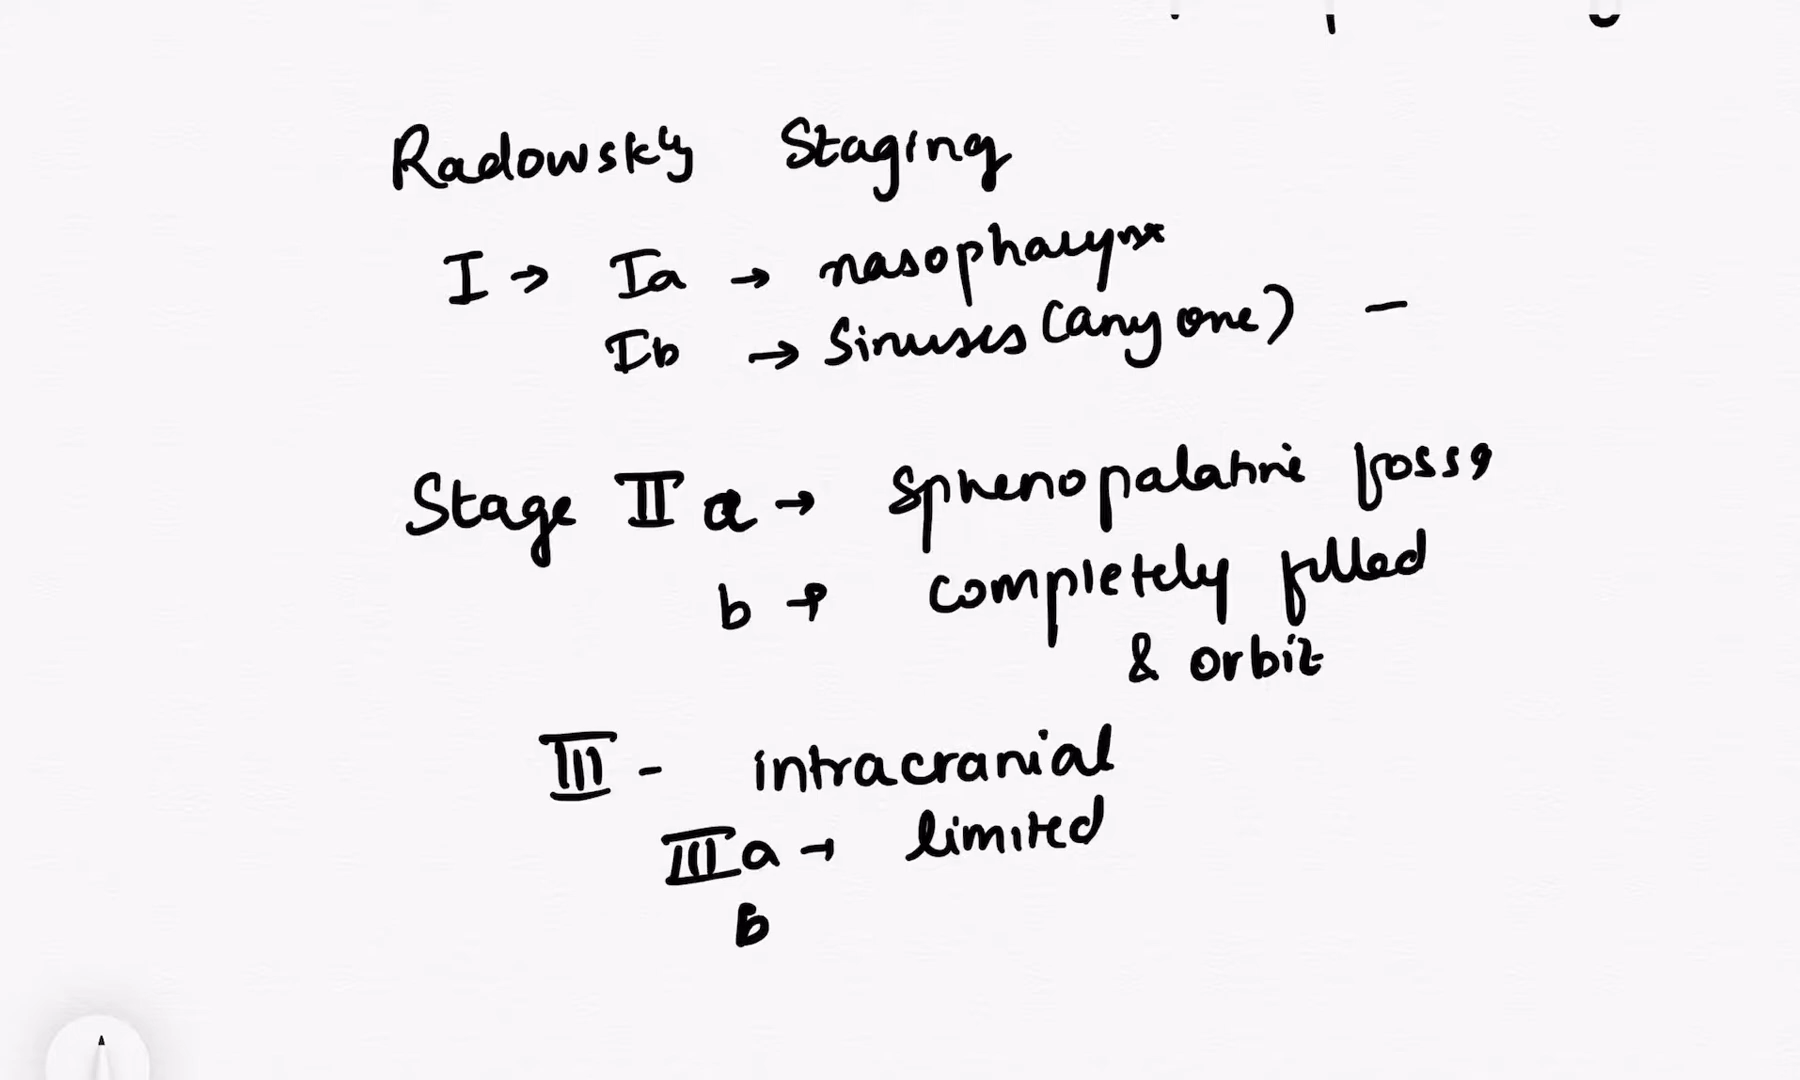 Radowsky Staging
I → Ia → nasopharynx
Ib → Sinuses (any one) -
Stage II a → Sphenopalatine fossa
b → completely filled
& orbit
III - intracranial
IIIa → limited
b